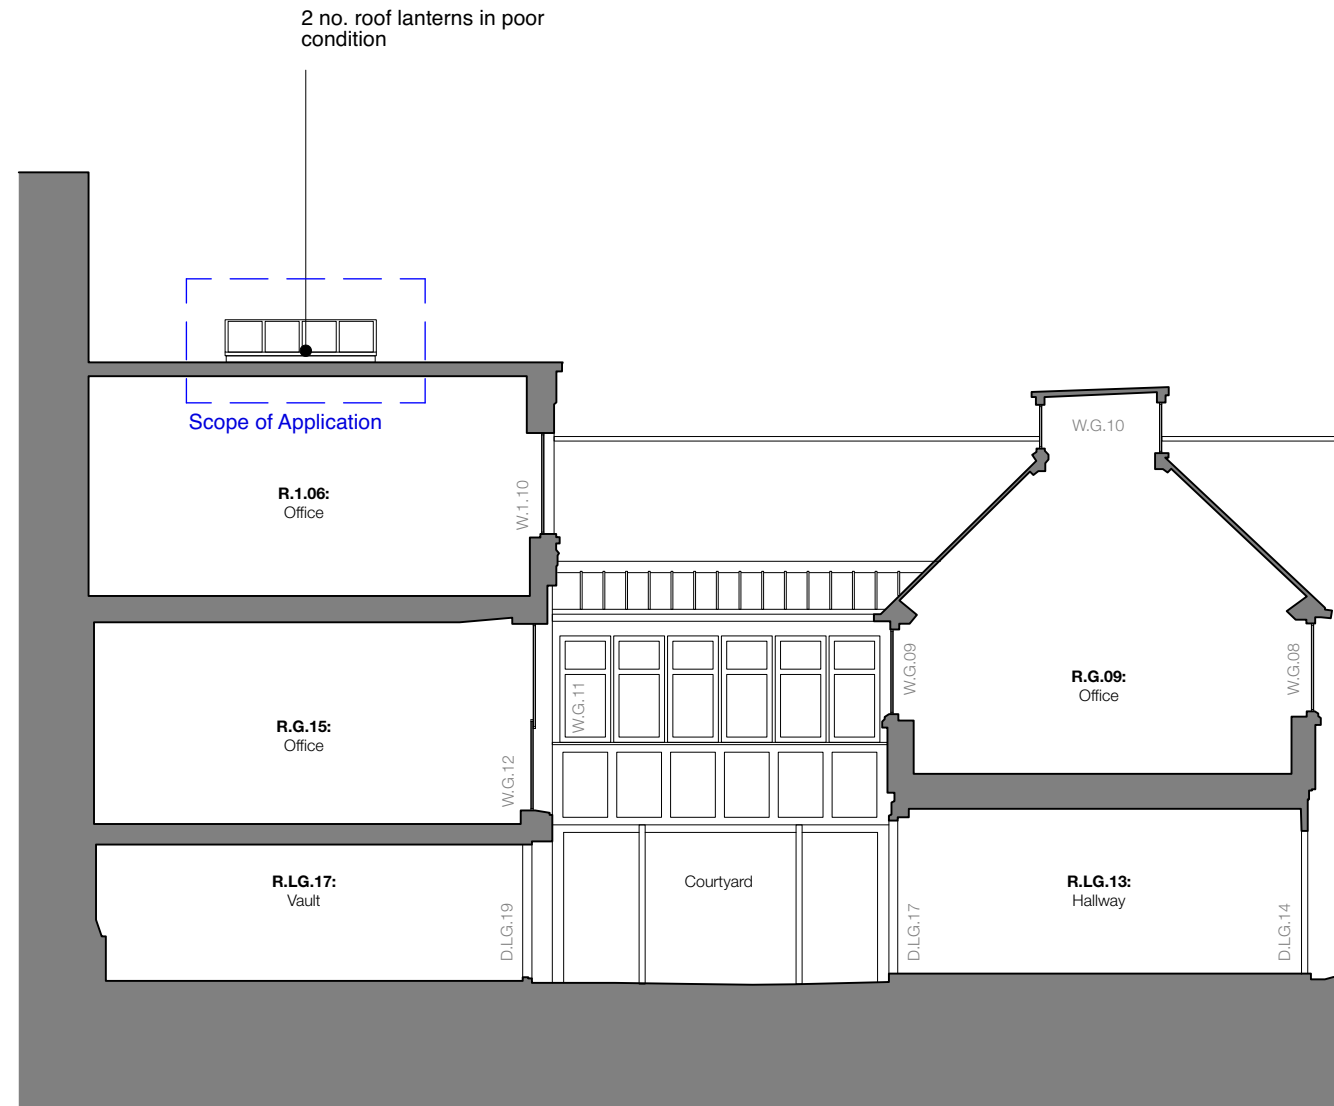 2 no. roof lanterns in poor
condition
Scope of Application
W.G.10
R.1.06:
Office
W.1.10
W.G.09
W.G.08
R.G.09:
Office
W.G.11
R.G.15:
Office
W.G.12
R.LG.17:
Vault
Courtyard
R.LG.13:
Hallway
D.LG.19
D.LG.17
D.LG.14